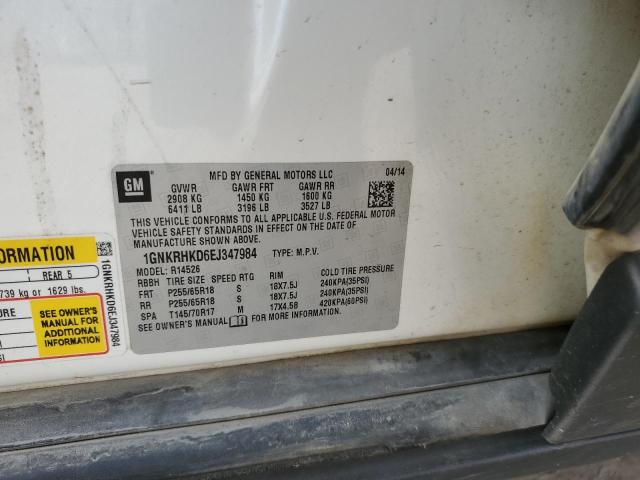 GM
MFD BY GENERAL MOTORS LLC
04/14
GVWR GAWR FRT GAWR RR
2908 KG 1450 KG 1600 KG
6411 LB 3196 LB 3527 LB
THIS VEHICLE CONFORMS TO ALL APPLICABLE U.S. FEDERAL MOTOR
VEHICLE SAFETY STANDARDS IN EFFECT ON THE DATE OF
MANUFACTURE SHOWN ABOVE.
1GNKRHKD6EJ347984 TYPE: M.P.V.
MODEL: R14526
RBBH TIRE SIZE SPEED RTG RIM COLD TIRE PRESSURE
FRT P255/65R18 S 18X7.5J 240KPA(35PSI)
RR P255/65R18 S 18X7.5J 240KPA(35PSI)
SPA T145/70R17 M 17X4.5B 420KPA(60PSI)
SEE OWNER'S MANUAL FOR MORE INFORMATION.
FORMATION
REAR 5
739 kg or 1629 lbs.
SEE OWNER'S
MANUAL FOR
ADDITIONAL
INFORMATION
1GNKRHKD6EJ347984